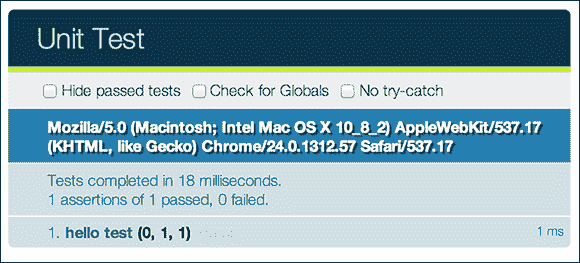 Unit Test
Hide passed tests Check for Globals No try-catch
Mozilla/5.0 (Macintosh; Intel Mac OS X 10_8_2) AppleWebKit/537.17
(KHTML, like Gecko) Chrome/24.0.1312.57 Safari/537.17
Tests completed in 18 milliseconds.
1 assertions of 1 passed, 0 failed.
1. hello test (0, 1, 1) 1 ms